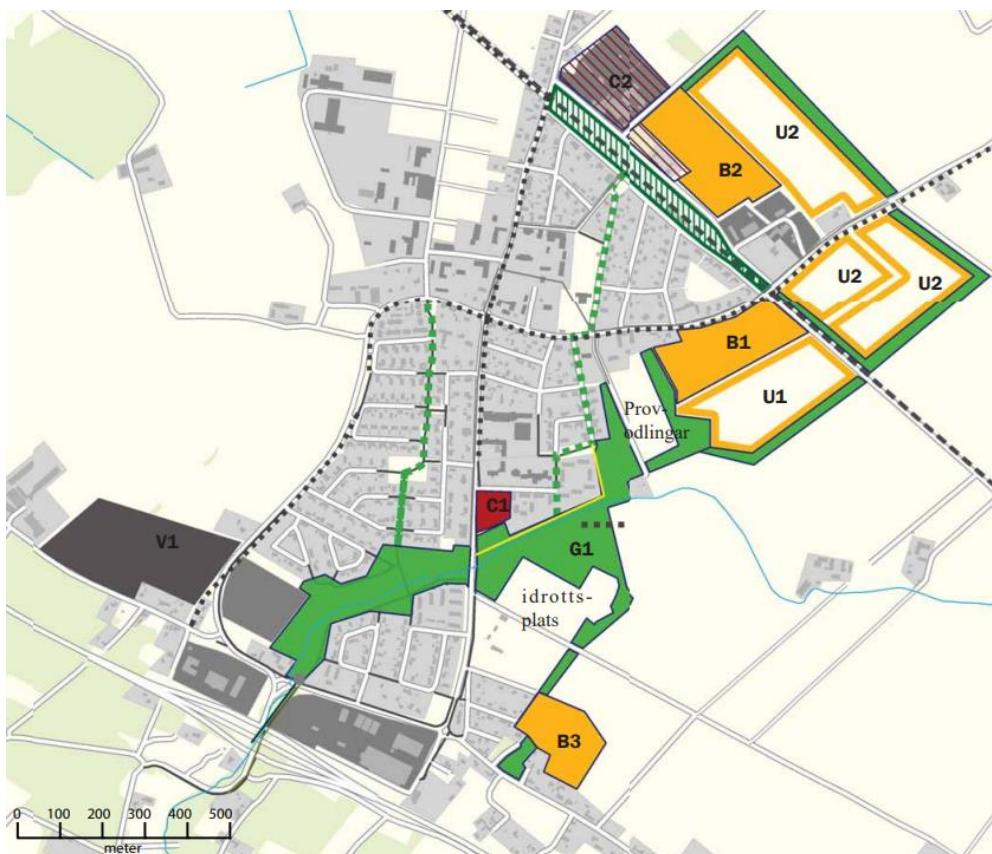 C2
U2
B2
U2
U2
B1
U1
Prov-
odlingar
C1
V1
G1
idrotts-
plats
B3
0 100 200 300 400 500
meter